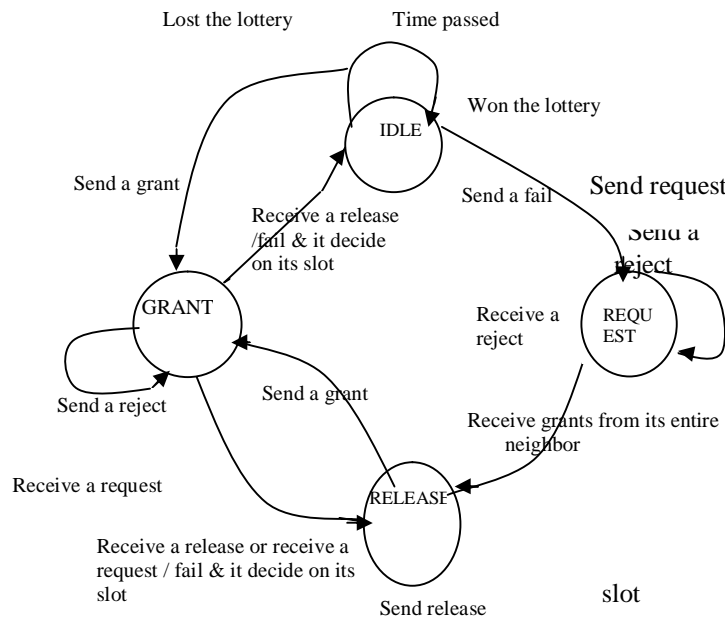 Lost the lottery
Time passed
Won the lottery
IDLE
Send a grant
Send a fail
Send request
Receive a release
/fail & it decide
on its slot
Send a
reject
GRANT
Receive a
reject
REQU
EST
Send a reject
Send a grant
Receive grants from its entire
neighbor
Receive a request
RELEASE
Receive a release or receive a
request / fail & it decide on its
slot
Send release
slot